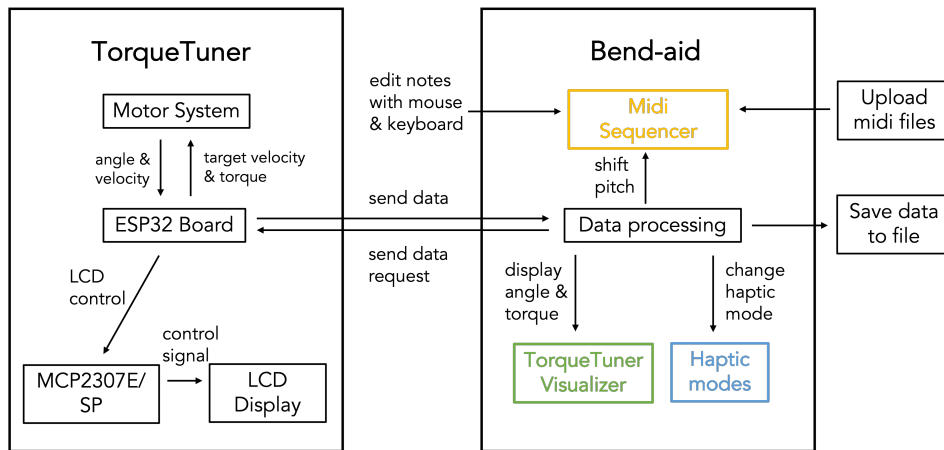 TorqueTuner
Motor System
angle &
velocity
target velocity
& torque
ESP32 Board
LCD
control
control
signal
MCP2307E/
SP
LCD
Display
send data
send data
request
edit notes
with mouse
& keyboard
Bend-aid
Midi
Sequencer
shift
pitch
Data processing
display
angle &
torque
change
haptic
mode
TorqueTuner
Visualizer
Haptic
modes
Upload
midi files
Save data
to file